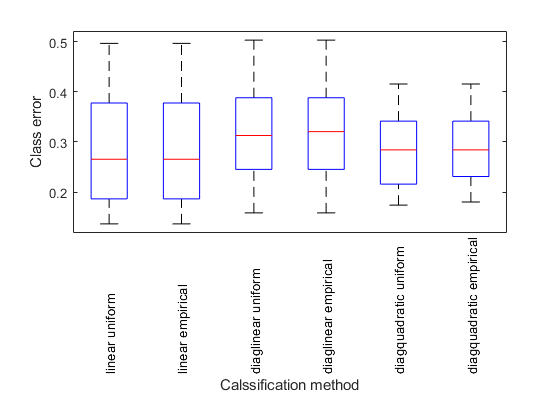 0.5
0.4
0.3
0.2
Class error
linear uniform
linear empirical
diaglinear uniform
diaglinear empirical
diagquadratic uniform
diagquadratic empirical
Calssification method